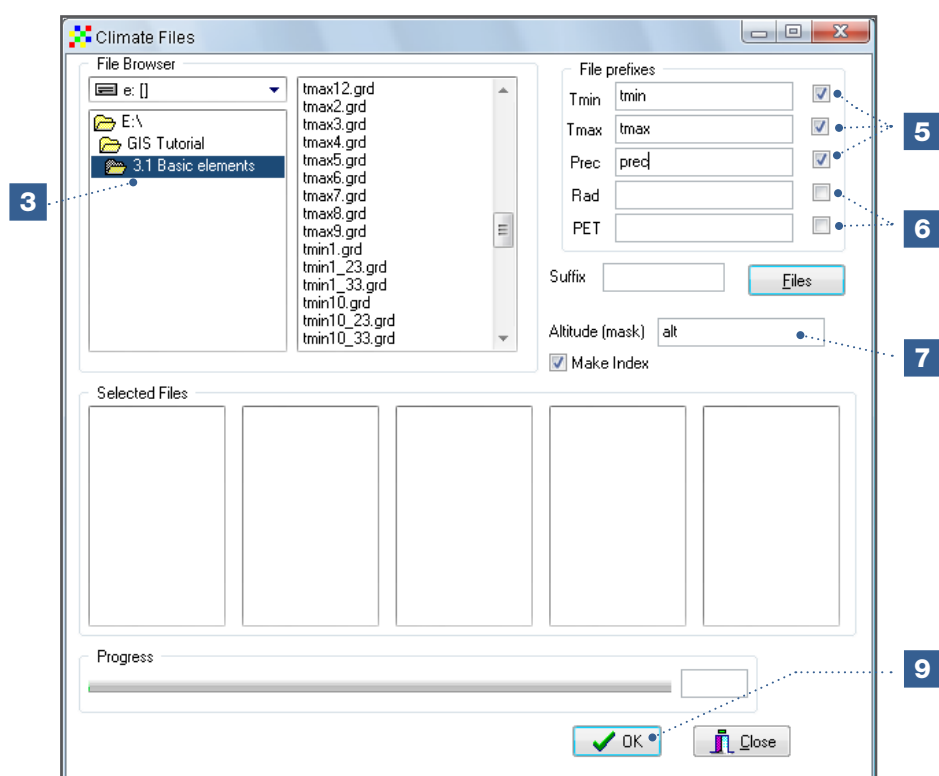 Climate Files
File Browser
e: []
E:\
GIS Tutorial
3.1 Basic elements
3
tmax12.grd
tmax2.grd
tmax3.grd
tmax4.grd
tmax5.grd
tmax6.grd
tmax7.grd
tmax8.grd
tmax9.grd
tmin1.grd
tmin1_23.grd
tmin1_33.grd
tmin10.grd
tmin10_23.grd
tmin10_33.grd
File prefixes
Tmin tmin
Tmax tmax
Prec prec
Rad
PET
5
6
Suffix
Files
Altitude (mask) alt
7
Make Index
Selected Files
Progress
9
OK
Close